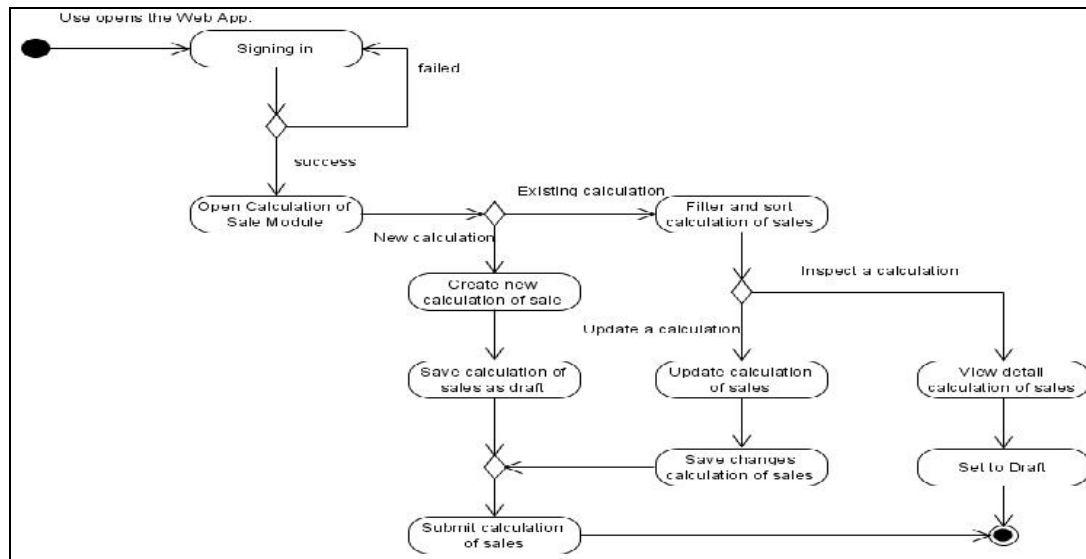 Use opens the Web App.
Signing in
failed
success
Open Calculation of
Sale Module
Existing calculation
New calculation
Filter and sort
calculation of sales
Create new
calculation of sale
Inspect a calculation
Update a calculation
Save calculation of
sales as draft
Update calculation
of sales
View detail
calculation of sales
Save changes
calculation of sales
Set to Draft
Submit calculation
of sales